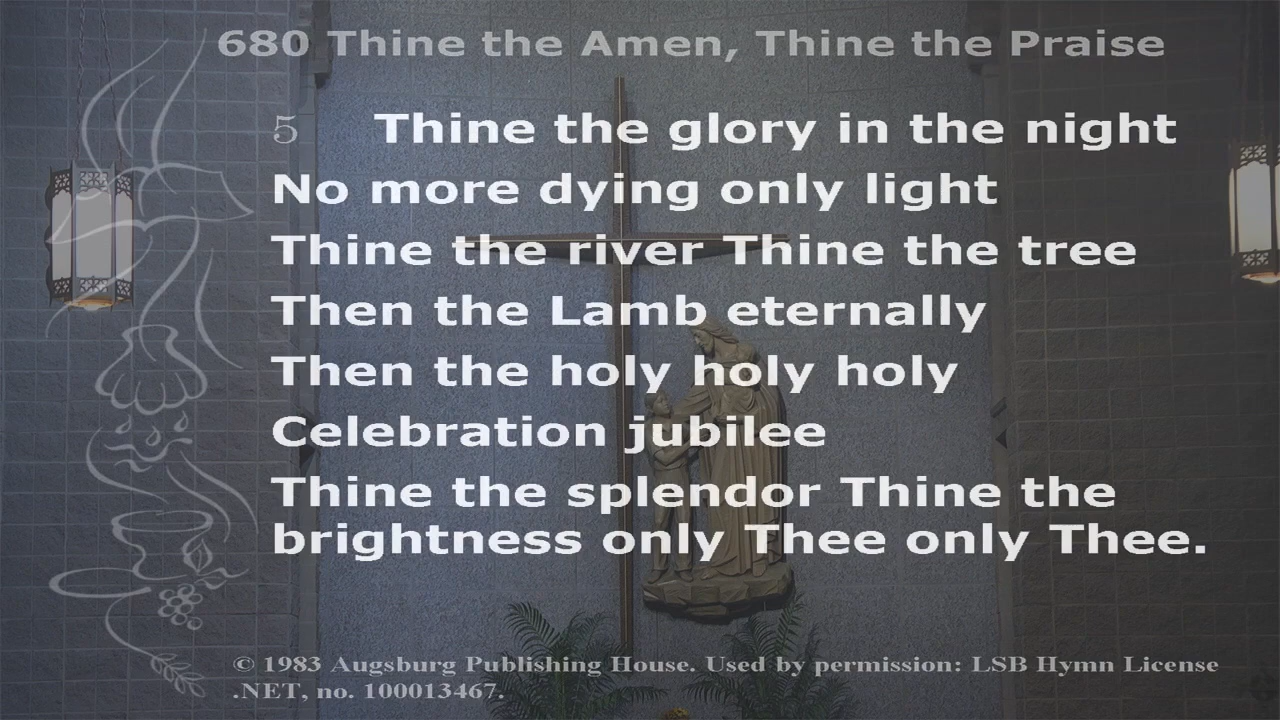 680 Thine the Amen, Thine the Praise
5 Thine the glory in the night
No more dying only light
Thine the river Thine the tree
Then the Lamb eternally
Then the holy holy holy
Celebration jubilee
Thine the splendor Thine the
brightness only Thee only Thee.
© 1983 Augsburg Publishing House. Used by permission: LSB Hymn License
.NET, no. 100013467.